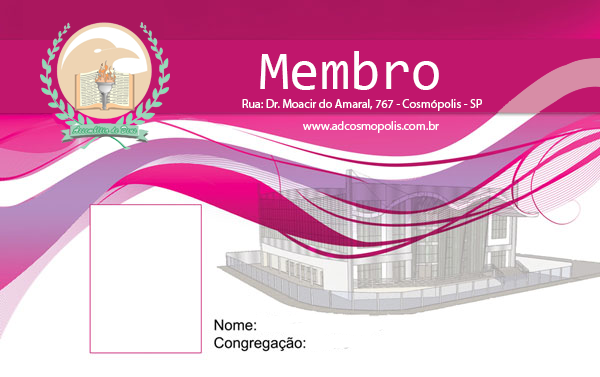 Membro
Rua: Dr. Moacir do Amaral, 767 - Cosmópolis - SP
www.adcosmopolis.com.br
Nome:
Congregação: